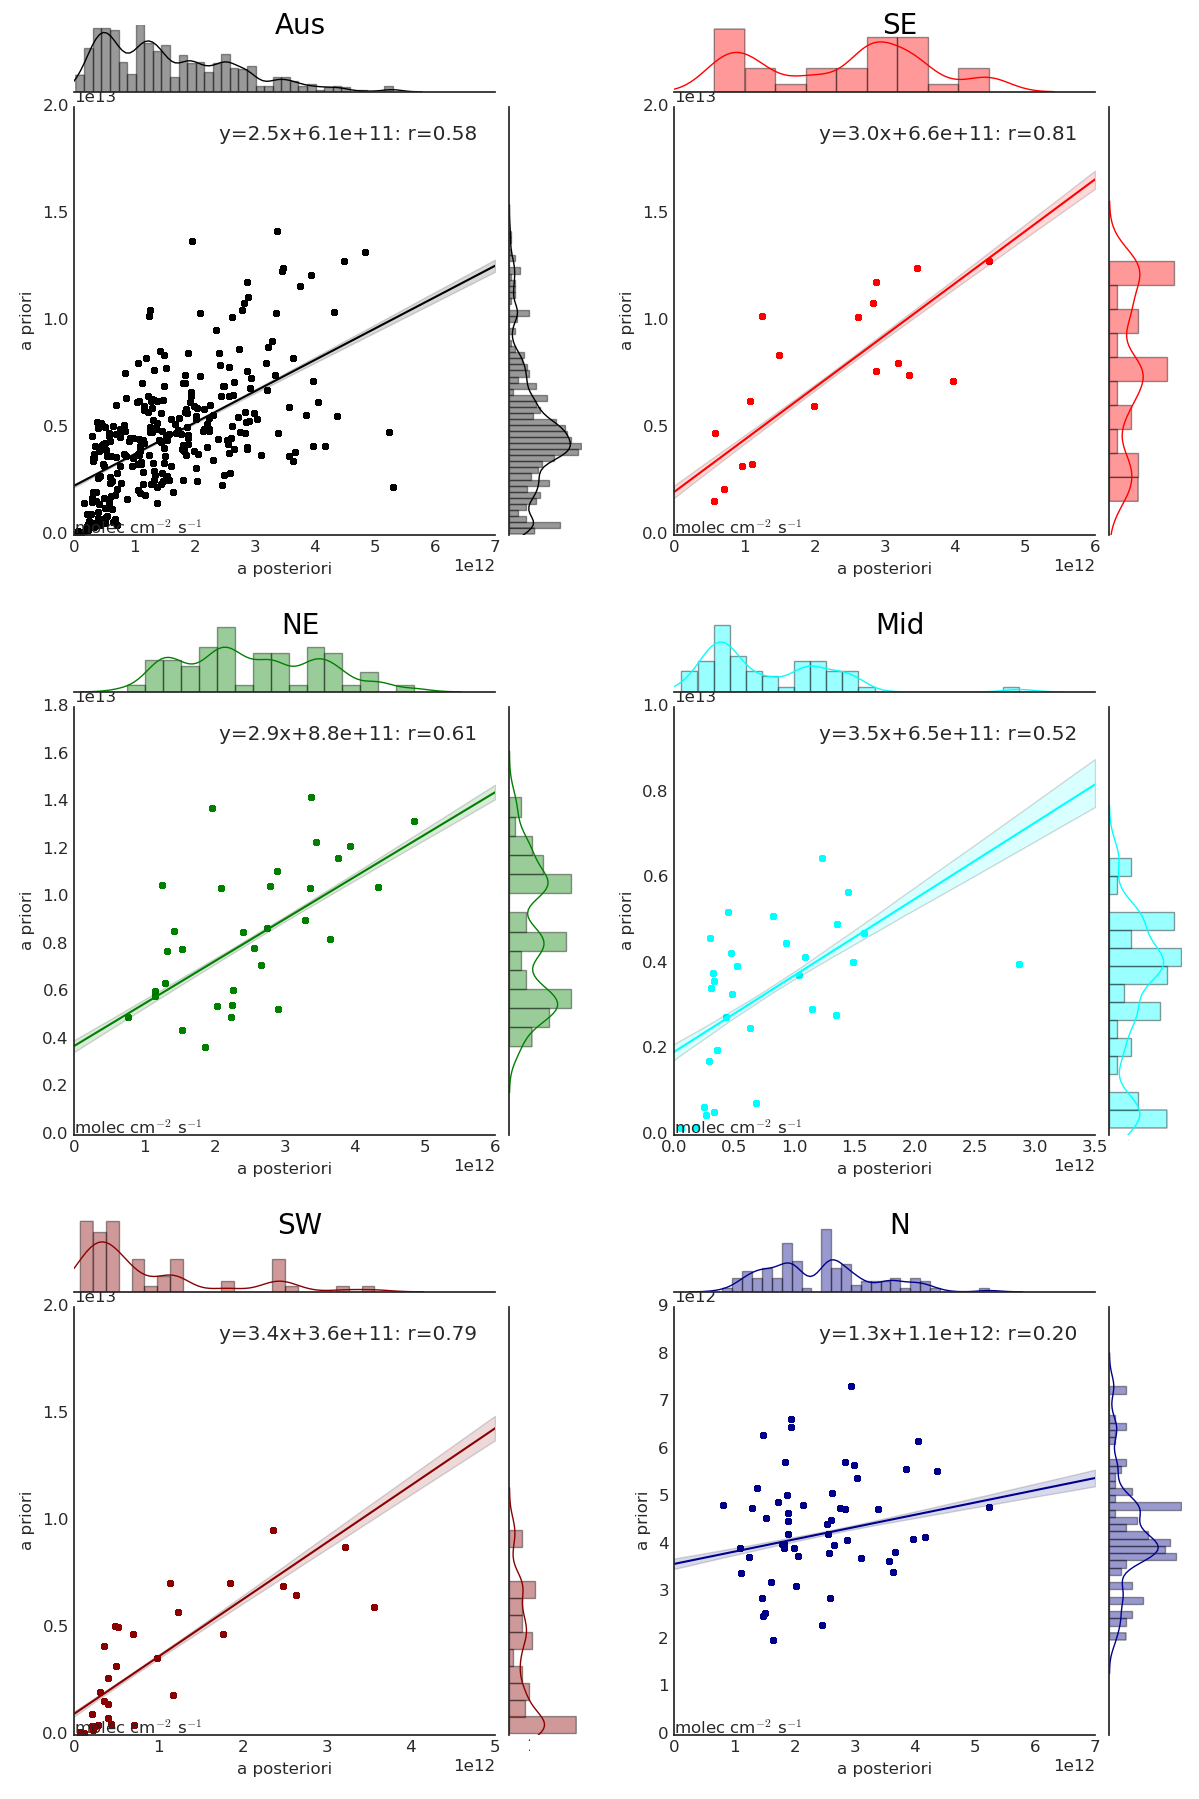 Aus
1e13
2.0
y=2.5x+6.1e+11: r=0.58
1.5
1.0
a priori
0.5
0.0
molec cm⁻² s⁻¹
0 1 2 3 4 5 6 7
a posteriori
1e12
SE
1e13
2.0
y=3.0x+6.6e+11: r=0.81
1.5
1.0
a priori
0.5
0.0
molec cm⁻² s⁻¹
0 1 2 3 4 5 6
a posteriori
1e12
NE
1e13
1.8
y=2.9x+8.8e+11: r=0.61
1.6
1.4
1.2
1.0
a priori
0.8
0.6
0.4
0.2
0.0
molec cm⁻² s⁻¹
0 1 2 3 4 5 6
a posteriori
1e12
Mid
1e13
1.0
y=3.5x+6.5e+11: r=0.52
0.8
0.6
a priori
0.4
0.2
0.0
molec cm⁻² s⁻¹
0.0 0.5 1.0 1.5 2.0 2.5 3.0 3.5
a posteriori
1e12
SW
1e13
2.0
y=3.4x+3.6e+11: r=0.79
1.5
1.0
a priori
0.5
0.0
molec cm⁻² s⁻¹
0 1 2 3 4 5
a posteriori
1e12
N
1e12
9
y=1.3x+1.1e+12: r=0.20
8
7
6
5
a priori
4
3
2
1
0
molec cm⁻² s⁻¹
0 1 2 3 4 5 6 7
a posteriori
1e12